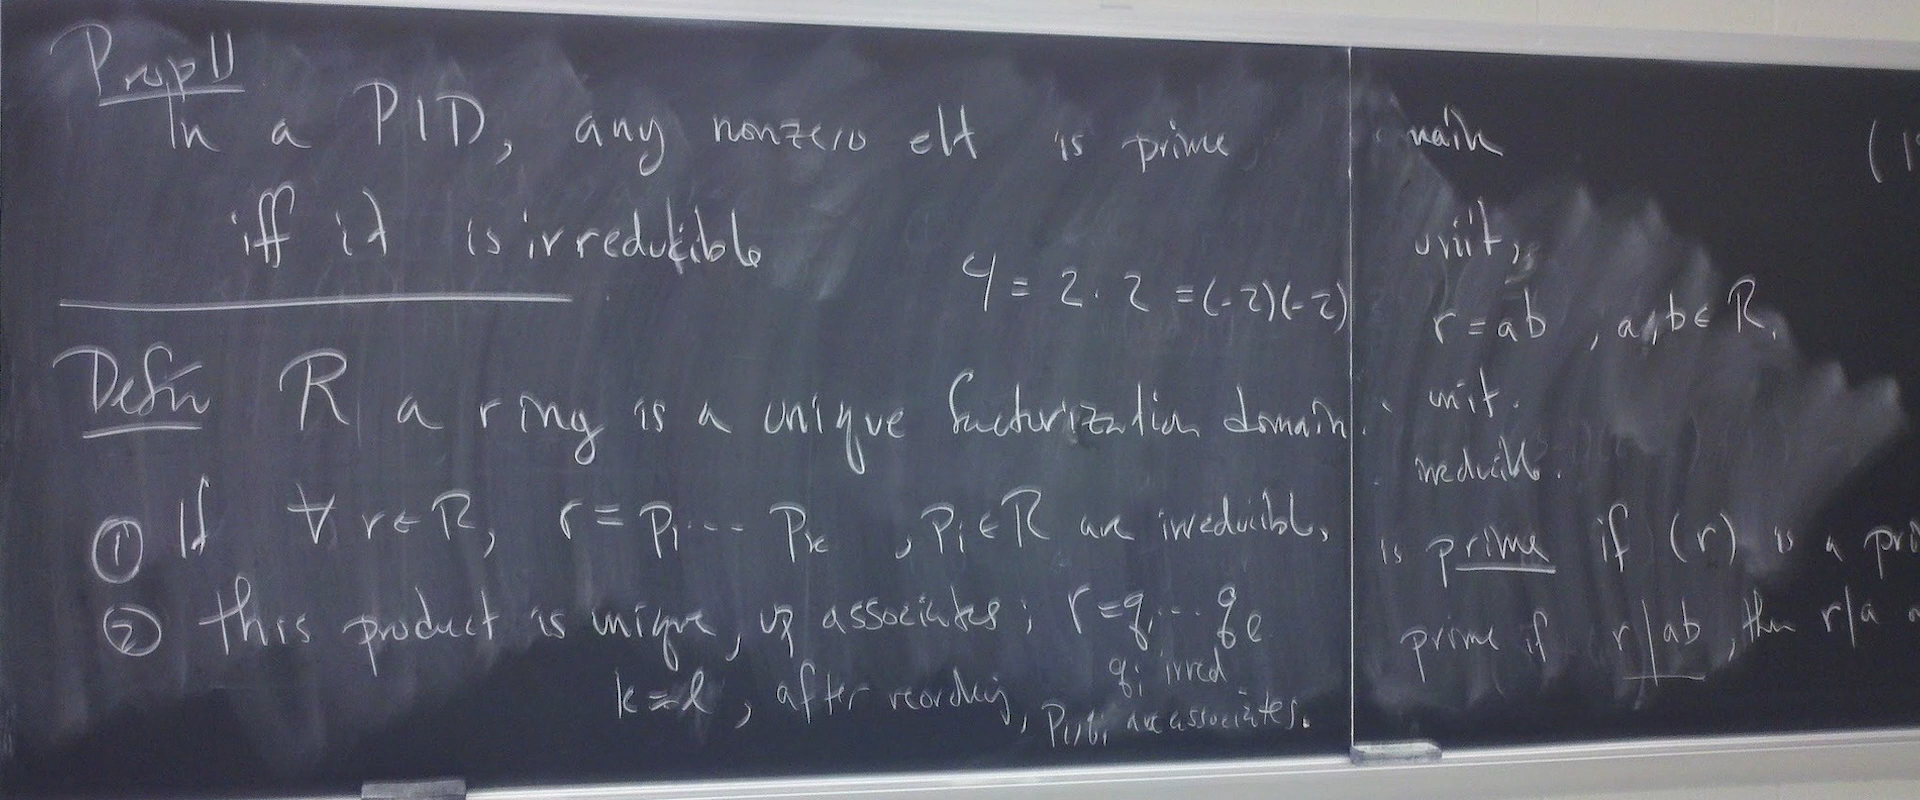 Prop 11
In a PID, any nonzero elt is prime
iff it is irreducible
4 = 2 · 2 = (-2)(-2)
Defn R a ring is a unique factorization domain
① If ∀ r ∈ R, r = p₁ ··· pₖ , pᵢ ∈ R are irreducible,
② this product is unique, up associates; r = q₁ ··· qₗ
qᵢ irred
k = l, after reordering, pᵢ, qᵢ are associates.
main
unit,
r = ab , a, b ∈ R,
unit.
irreducible.
is prime if (r) is a
prime if r|ab, then r|a